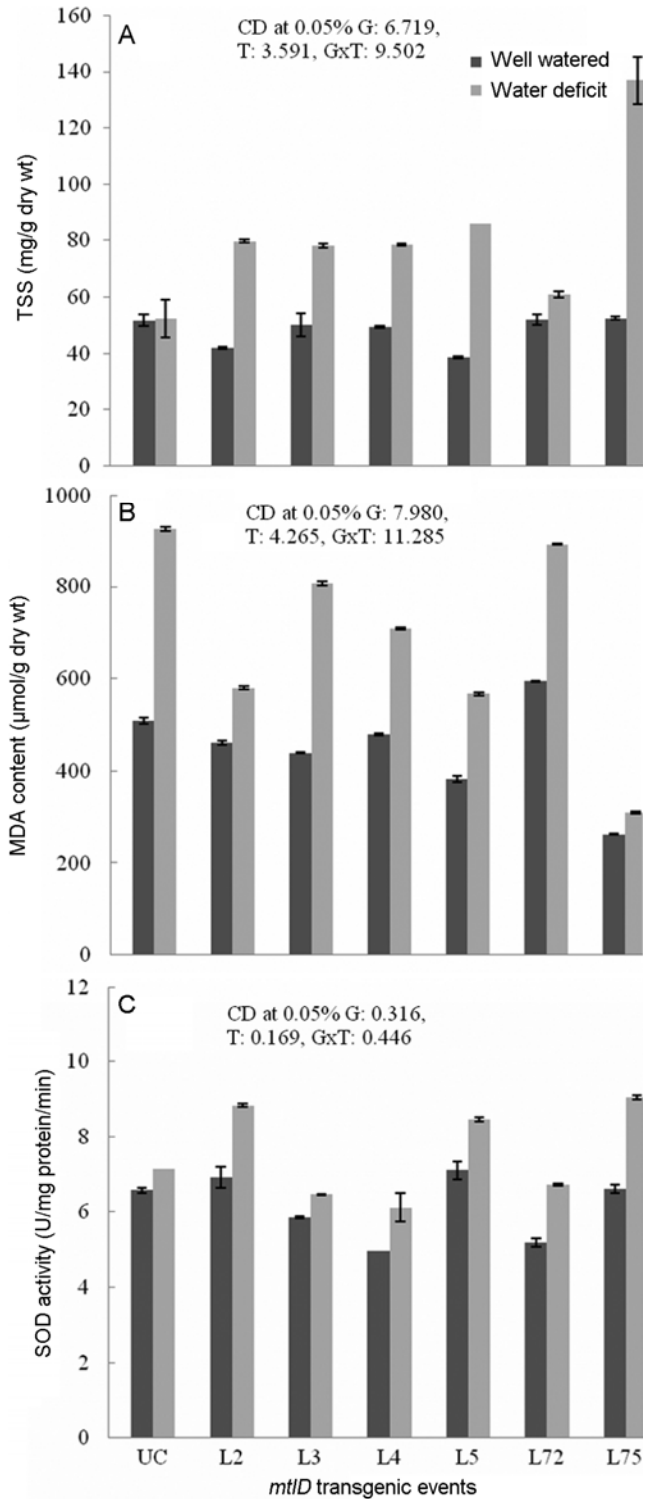 A
CD at 0.05% G: 6.719,
T: 3.591, GxT: 9.502
Well watered
Water deficit
TSS (mg/g dry wt)
160
140
120
100
80
60
40
20
0
B
CD at 0.05% G: 7.980,
T: 4.265, GxT: 11.285
MDA content (µmol/g dry wt)
1000
800
600
400
200
0
C
CD at 0.05% G: 0.316,
T: 0.169, GxT: 0.446
SOD activity (U/mg protein/min)
12
10
8
6
4
2
0
UC L2 L3 L4 L5 L72 L75
mtlD transgenic events